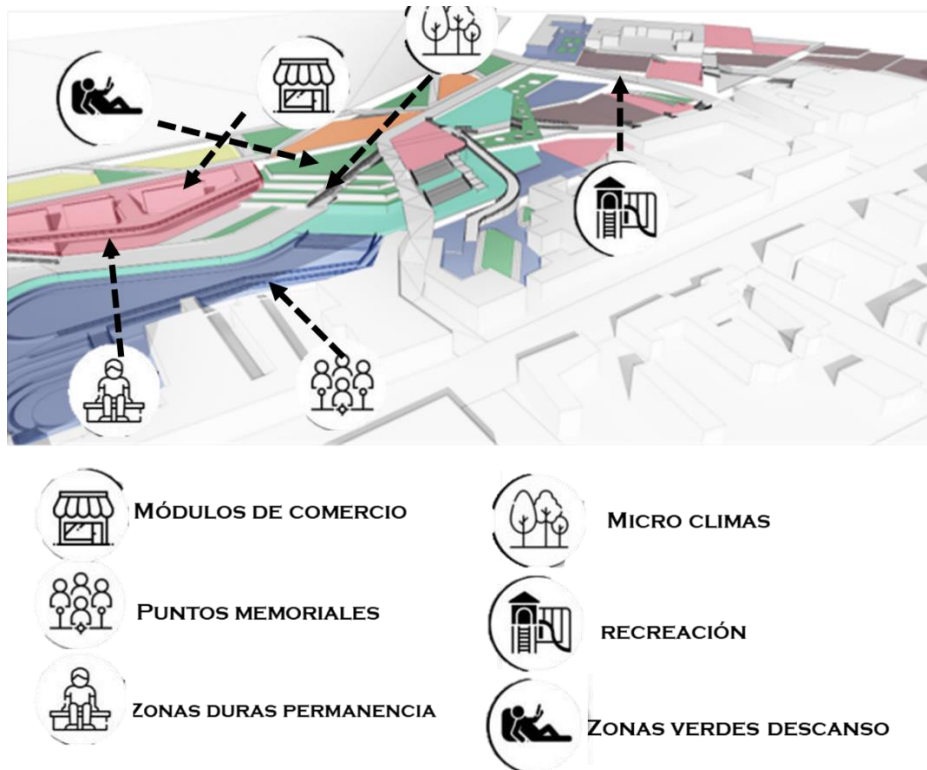 MÓDULOS DE COMERCIO
MICRO CLIMAS
PUNTOS MEMORIALES
RECREACIÓN
ZONAS DURAS PERMANENCIA
ZONAS VERDES DESCANSO